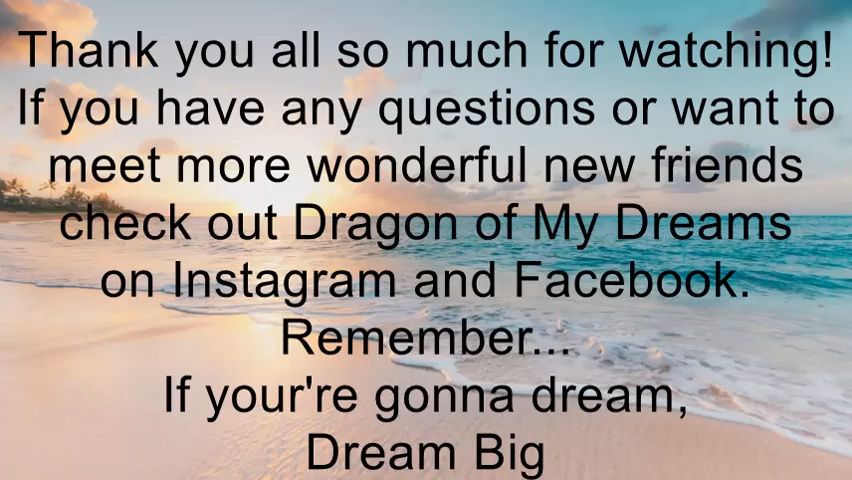 Thank you all so much for watching!
If you have any questions or want to
meet more wonderful new friends
check out Dragon of My Dreams
on Instagram and Facebook.
Remember...
If your're gonna dream,
Dream Big